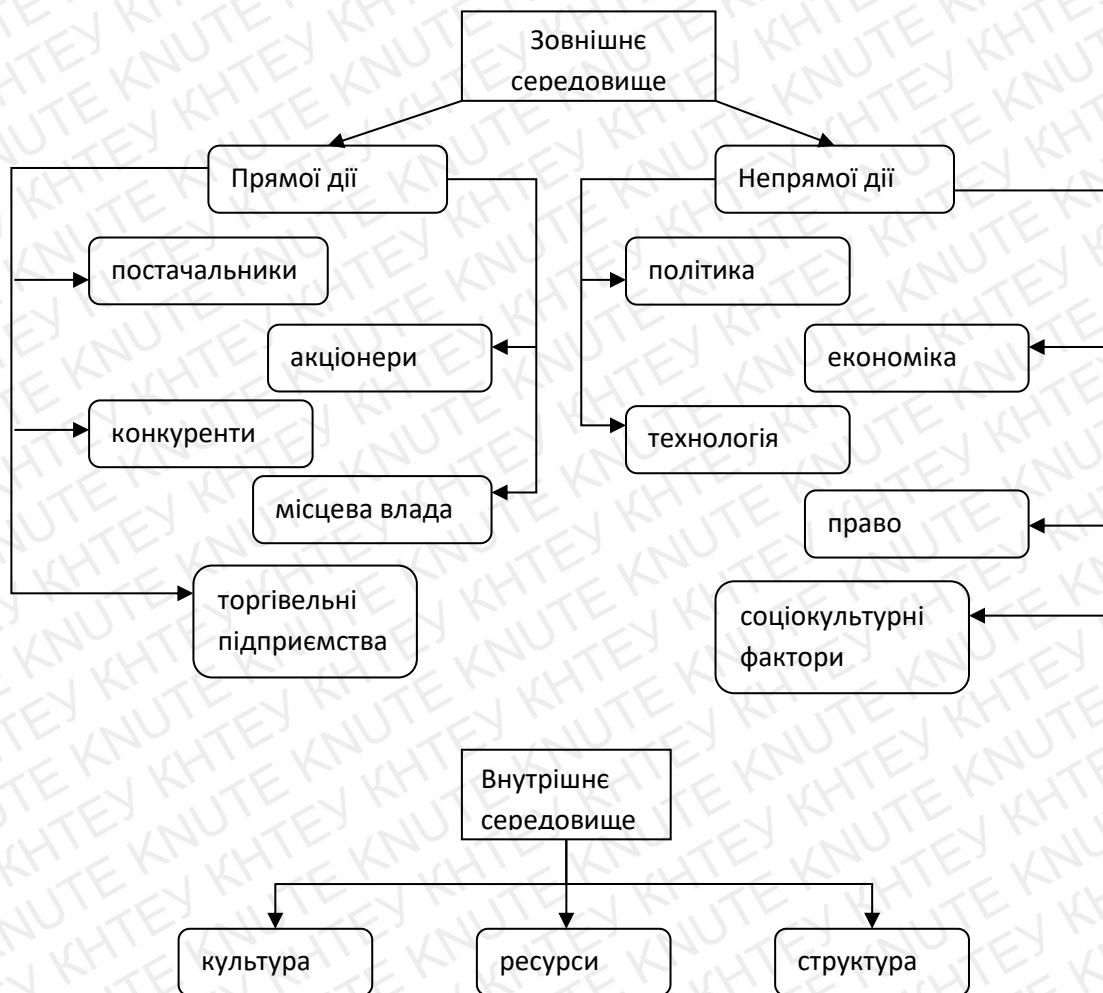 Зовнішнє
середовище
Прямої дії
Непрямої дії
постачальники
політика
акціонери
економіка
конкуренти
технологія
місцева влада
право
торгівельні
підприємства
соціокультурні
фактори
Внутрішнє
середовище
культура
ресурси
структура